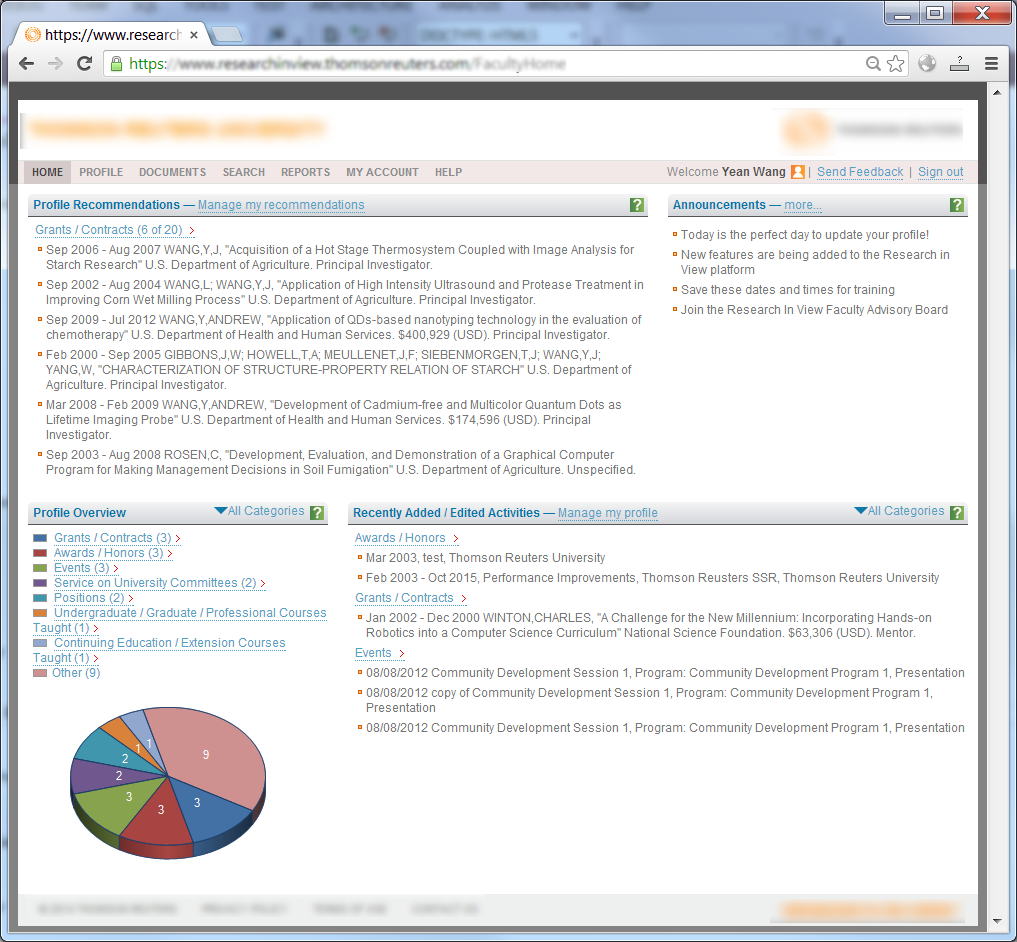 https://www.research
https://www.researchinview.thomsonreuters.com/FacultyHome
THOMSON REUTERS UNIVERSITY
THOMSON REUTERS
HOME PROFILE DOCUMENTS SEARCH REPORTS MY ACCOUNT HELP
Welcome Yean Wang | Send Feedback | Sign out
Profile Recommendations — Manage my recommendations ?
Grants / Contracts (6 of 20) >
Sep 2006 - Aug 2007 WANG,Y,J, "Acquisition of a Hot Stage Thermosystem Coupled with Image Analysis for
Starch Research" U.S. Department of Agriculture. Principal Investigator.
Sep 2002 - Aug 2004 WANG,L; WANG,Y,J, "Application of High Intensity Ultrasound and Protease Treatment in
Improving Corn Wet Milling Process" U.S. Department of Agriculture. Principal Investigator.
Sep 2009 - Jul 2012 WANG,Y,ANDREW, "Application of QDs-based nanotyping technology in the evaluation of
chemotherapy" U.S. Department of Health and Human Services. $400,929 (USD). Principal Investigator.
Feb 2000 - Sep 2005 GIBBONS,J,W; HOWELL,T,A; MEULLENET,J,F; SIEBENMORGEN,T,J; WANG,Y,J;
YANG,W, "CHARACTERIZATION OF STRUCTURE-PROPERTY RELATION OF STARCH" U.S. Department of
Agriculture. Principal Investigator.
Mar 2008 - Feb 2009 WANG,Y,ANDREW, "Development of Cadmium-free and Multicolor Quantum Dots as
Lifetime Imaging Probe" U.S. Department of Health and Human Services. $174,596 (USD). Principal
Investigator.
Sep 2003 - Aug 2008 ROSEN,C, "Development, Evaluation, and Demonstration of a Graphical Computer
Program for Making Management Decisions in Soil Fumigation" U.S. Department of Agriculture. Unspecified.
Announcements — more... ?
Today is the perfect day to update your profile!
New features are being added to the Research in
View platform
Save these dates and times for training
Join the Research In View Faculty Advisory Board
Profile Overview All Categories ?
Grants / Contracts (3) >
Awards / Honors (3) >
Events (3) >
Service on University Committees (2) >
Positions (2) >
Undergraduate / Graduate / Professional Courses
Taught (1) >
Continuing Education / Extension Courses
Taught (1) >
Other (9)
9
3
3
3
2
2
1
1
Recently Added / Edited Activities — Manage my profile All Categories ?
Awards / Honors >
Mar 2003, test, Thomson Reuters University
Feb 2003 - Oct 2015, Performance Improvements, Thomson Reusters SSR, Thomson Reuters University
Grants / Contracts >
Jan 2002 - Dec 2000 WINTON,CHARLES, "A Challenge for the New Millennium: Incorporating Hands-on
Robotics into a Computer Science Curriculum" National Science Foundation. $63,306 (USD). Mentor.
Events >
08/08/2012 Community Development Session 1, Program: Community Development Program 1, Presentation
08/08/2012 copy of Community Development Session 1, Program: Community Development Program 1,
Presentation
08/08/2012 Community Development Session 1, Program: Community Development Program 1, Presentation
PRIVACY POLICY
TERMS OF USE
CONTACT US